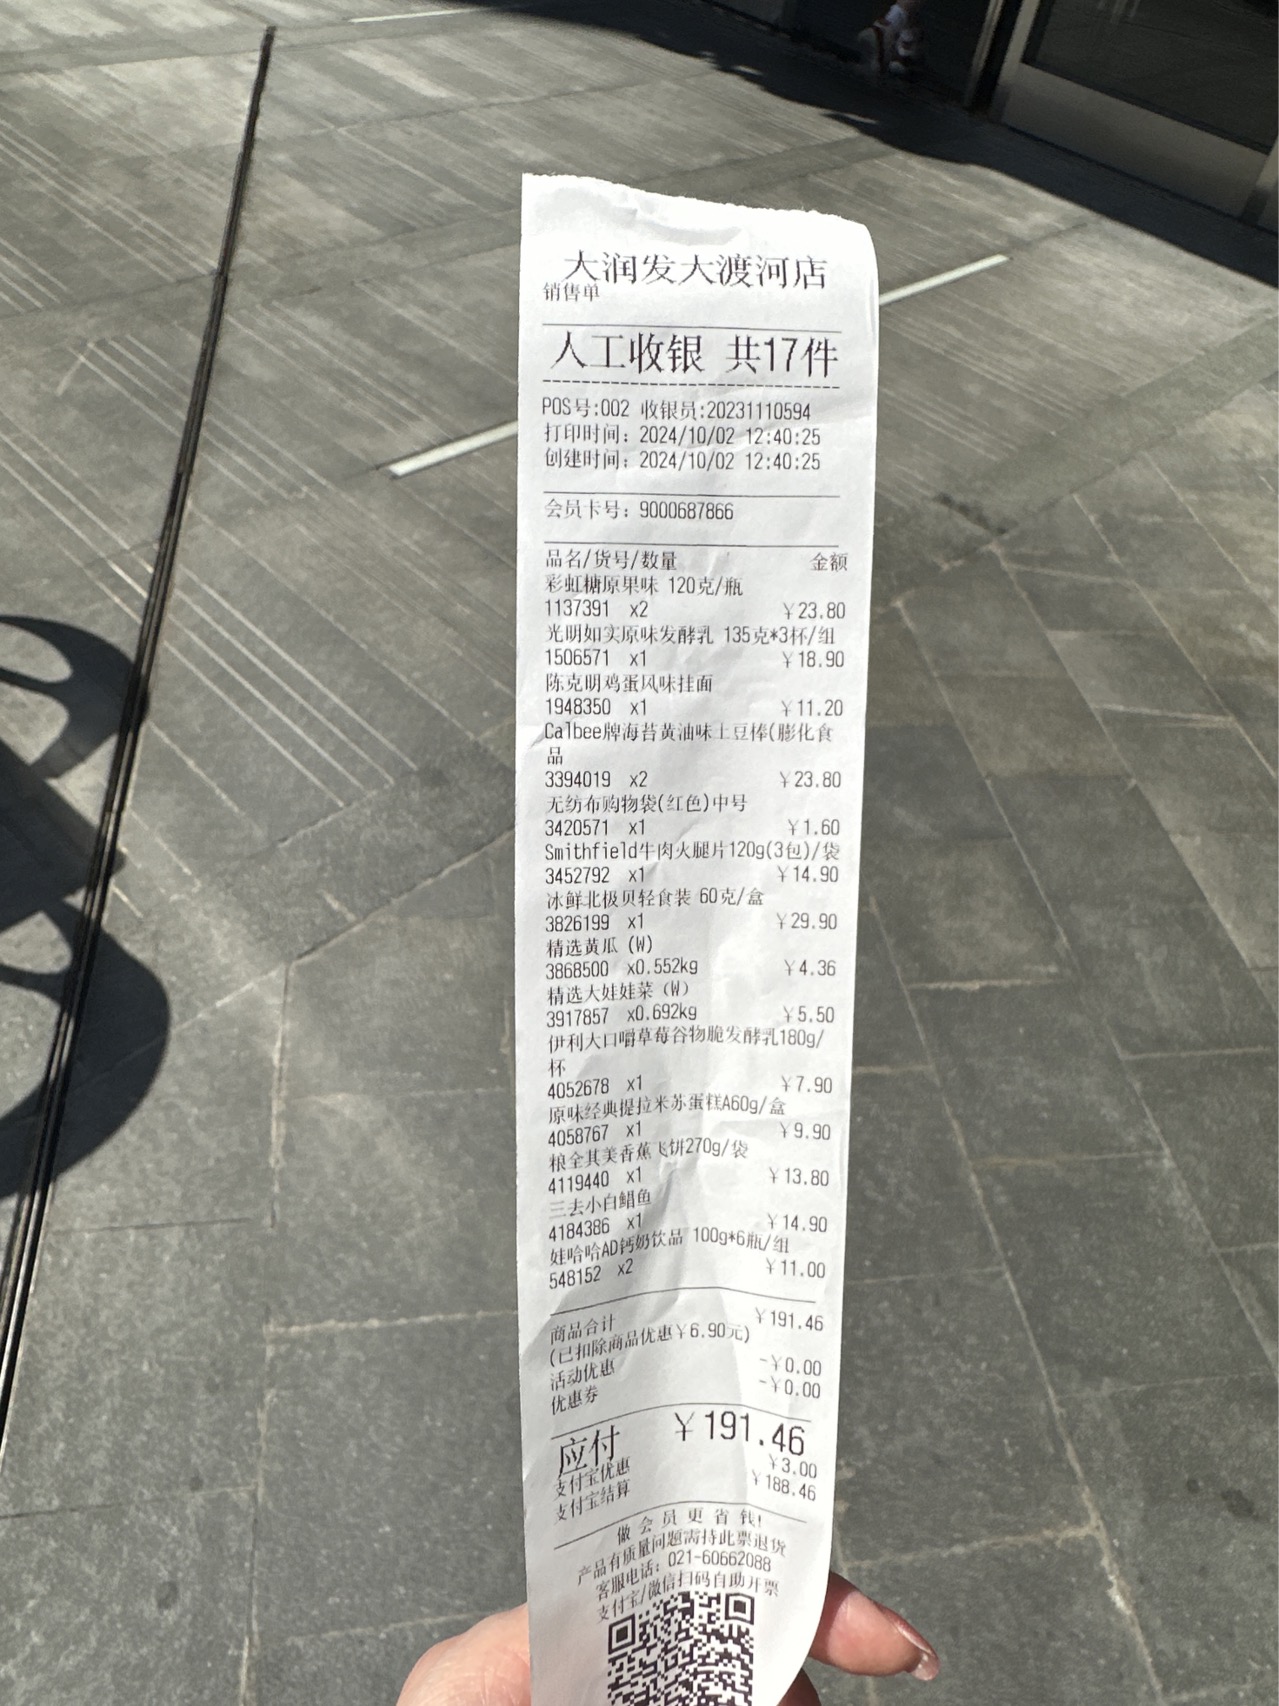 大润发大渡河店
销售单
人工收银 共17件
POS号:002 收银员:20231110594
打印时间: 2024/10/02 12:40:25
创建时间: 2024/10/02 12:40:25
会员卡号: 9000687866
品名/货号/数量 金额
彩虹糖原果味 120克/瓶
1137391 x2 ￥23.80
光明如实原味发酵乳 135克*3杯/组
1506571 x1 ￥18.90
陈克明鸡蛋风味挂面
1948350 x1 ￥11.20
Calbee牌海苔黄油味土豆棒(膨化食
品
3394019 x2 ￥23.80
无纺布购物袋(红色)中号
3420571 x1 ￥1.60
Smithfield牛肉火腿片120g(3包)/袋
3452792 x1 ￥14.90
冰鲜北极贝轻食装 60克/盒
3826199 x1 ￥29.90
精选黄瓜 (W)
3868500 x0.552kg ￥4.36
精选大娃娃菜 (W)
3917857 x0.692kg ￥5.50
伊利大口嚼草莓谷物脆发酵乳180g/
杯
4052678 x1 ￥7.90
原味经典提拉米苏蛋糕A60g/盒
4058767 x1 ￥9.90
粮全其美香蕉飞饼270g/袋
4119440 x1 ￥13.80
三去小白鲳鱼
4184386 x1 ￥14.90
娃哈哈AD钙奶饮品 100g*6瓶/组
548152 x2 ￥11.00
商品合计 ￥191.46
(已扣除商品优惠￥6.90元)
活动优惠 -￥0.00
优惠券 -￥0.00
应付 ￥191.46
支付宝优惠 ￥3.00
支付宝结算 ￥188.46
做 会 员 更 省 钱!
产品有质量问题需持此票退货
客服电话: 021-60662088
支付宝/微信扫码自助开票